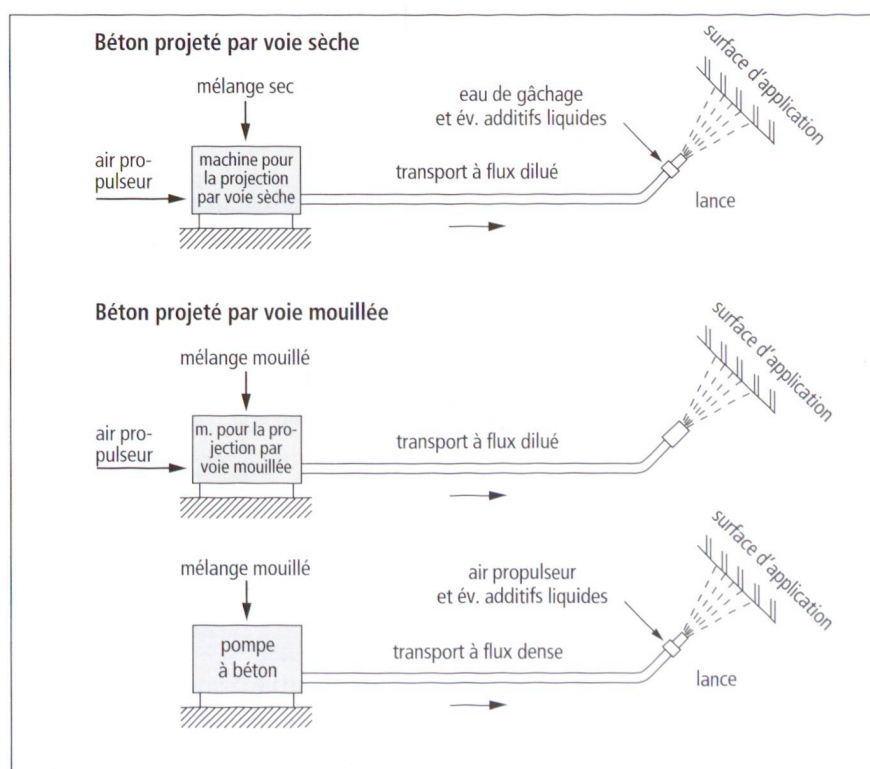 Béton projeté par voie sèche
mélange sec
air pro-
pulseur
machine pour
la projection
par voie sèche
transport à flux dilué
eau de gâchage
et év. additifs liquides
surface d'application
lance
Béton projeté par voie mouillée
mélange mouillé
air pro-
pulseur
m. pour la pro-
jection par
voie mouillée
transport à flux dilué
surface d'application
mélange mouillé
pompe
à béton
transport à flux dense
air propulseur
et év. additifs liquides
surface d'application
lance